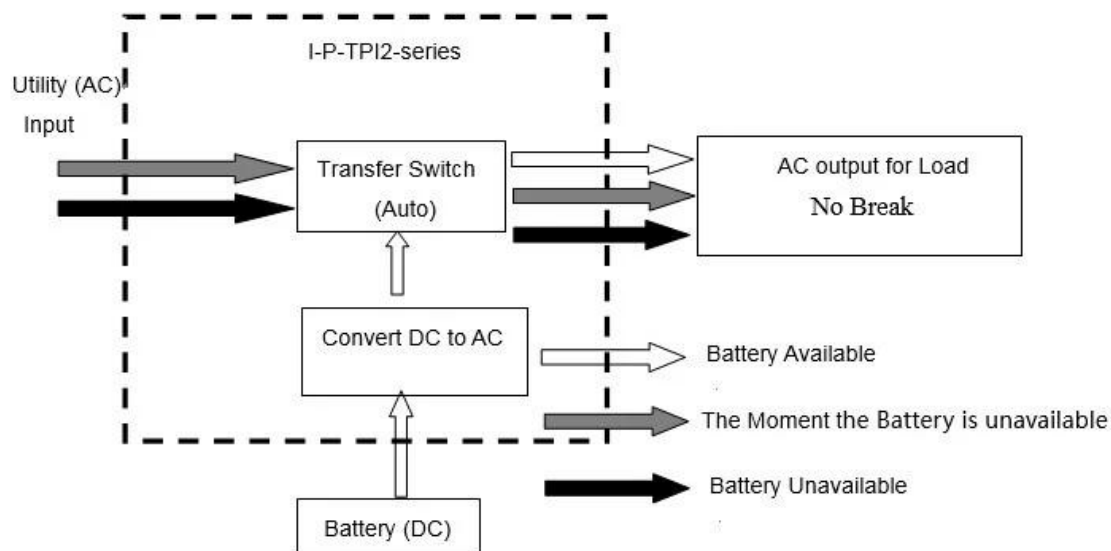 I-P-TPI2-series
Utility (AC)
Input
Transfer Switch
(Auto)
AC output for Load
No Break
Convert DC to AC
Battery Available
The Moment the Battery is unavailable
Battery Unavailable
Battery (DC)